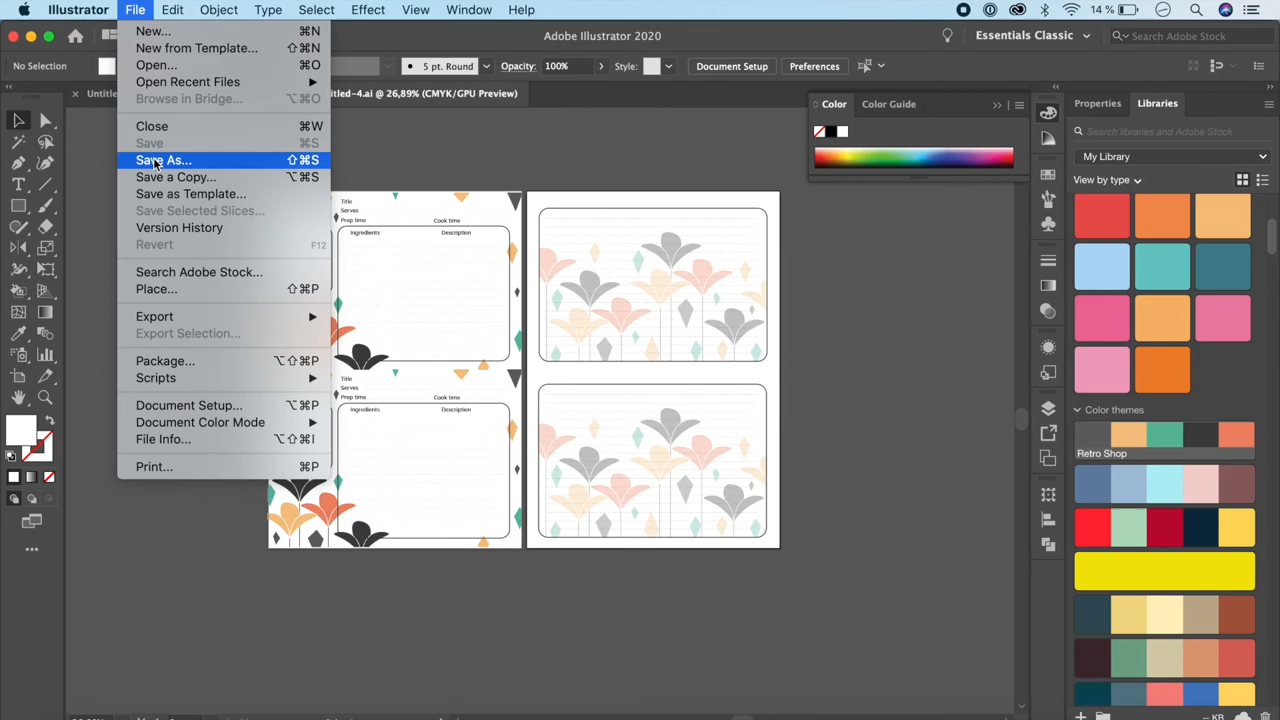 Illustrator File Edit Object Type Select Effect View Window Help 14 %
Adobe Illustrator 2020 Essentials Classic Search Adobe Stock
No Selection 5 pt. Round Opacity: 100% Style: Document Setup Preferences
titled-4.ai @ 26,89% (CMYK/GPU Preview)
New... ⌘N
New from Template... ⇧⌘N
Open... ⌘O
Open Recent Files
Browse in Bridge... ⌥⌘O
Close ⌘W
Save ⌘S
Save As... ⇧⌘S
Save a Copy... ⌥⌘S
Save as Template...
Save Selected Slices...
Version History
Revert F12
Search Adobe Stock...
Place... ⇧⌘P
Export
Export Selection...
Package... ⌥⇧⌘P
Scripts
Document Setup... ⌥⌘P
Document Color Mode
File Info... ⌥⇧⌘I
Print... ⌘P
Title
Serves
Prep time Cook time
Ingredients Description
Title
Serves
Prep time Cook time
Ingredients Description
Color Color Guide
Properties Libraries
Search libraries and Adobe Stock
My Library
View by type
Color themes
Retro Shop
-- KB